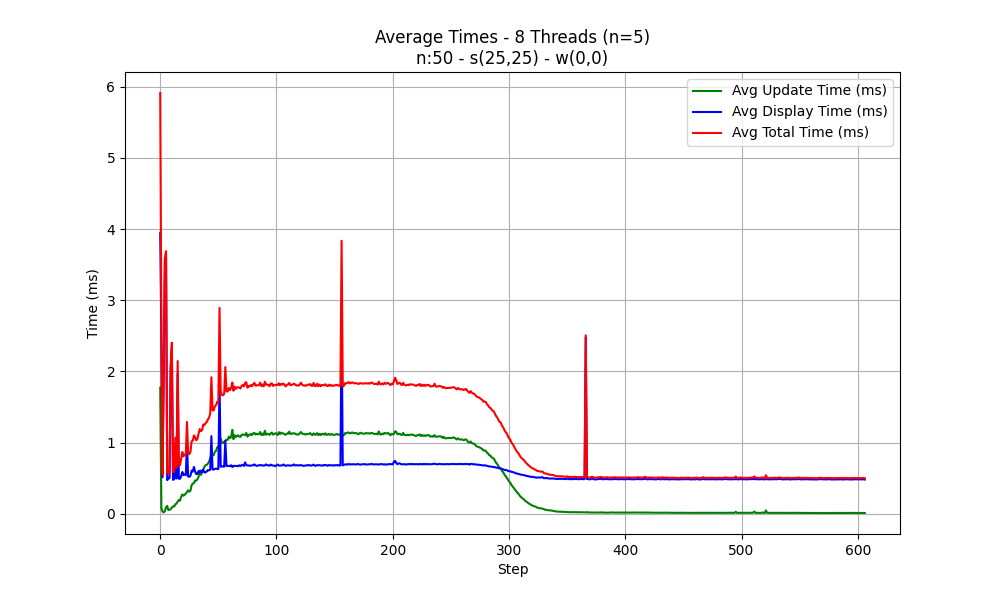 Average Times - 8 Threads (n=5)
n:50 - s(25,25) - w(0,0)
Avg Update Time (ms)
Avg Display Time (ms)
Avg Total Time (ms)
Time (ms)
6
5
4
3
2
1
0
0 100 200 300 400 500 600
Step